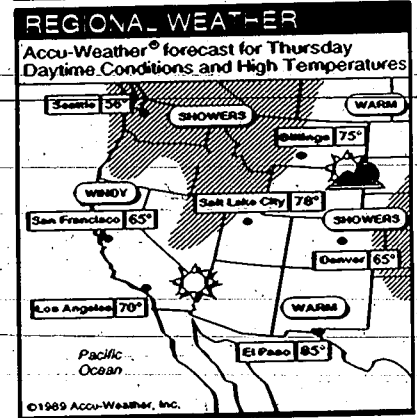 REGIONAL WEATHER
Accu-Weather® forecast for Thursday
Daytime Conditions and High Temperatures
Seattle 56°
SHOWERS
WARM
Billings 75°
WINDY
Salt Lake City 78°
San Francisco 65°
SHOWERS
Denver 65°
Los Angeles 70°
WARM
Pacific
Ocean
El Paso 85°
©1989 Accu-Weather, Inc.